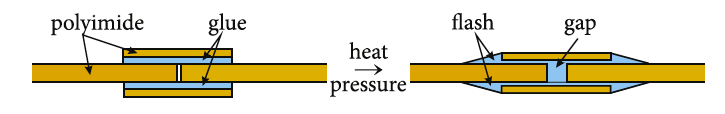 polyimide
glue
heat
pressure
flash
gap